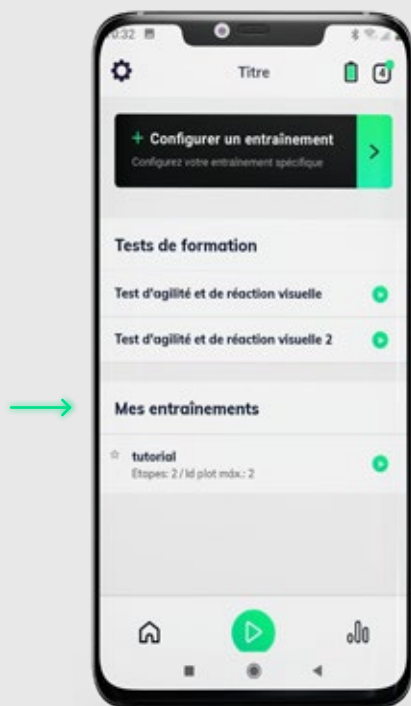 0:32
Titre
4
+ Configurer un entraînement
Configurez votre entraînement spécifique
Tests de formation
Test d'agilité et de réaction visuelle
Test d'agilité et de réaction visuelle 2
Mes entraînements
tutorial
Etapes: 2 / Id plot máx.: 2